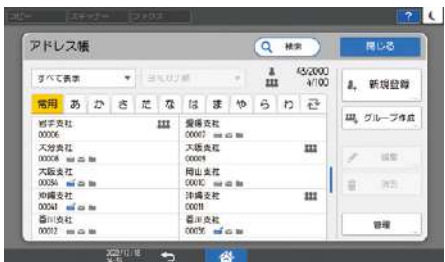 コピー スキャナー ファクス
?
アドレス帳
検索
閉じる
すべて表示
43/2000
4/100
新規登録
グループ作成
常用 あ か さ た な は ま や ら わ
岩手支社
00006
愛媛支社
00007
大分支社
00008
大阪支社
00009
大阪支社
00034
岡山支社
00010
沖縄支社
00041
沖縄支社
00011
香川支社
00012
香川支社
00035
編集
消去
管理